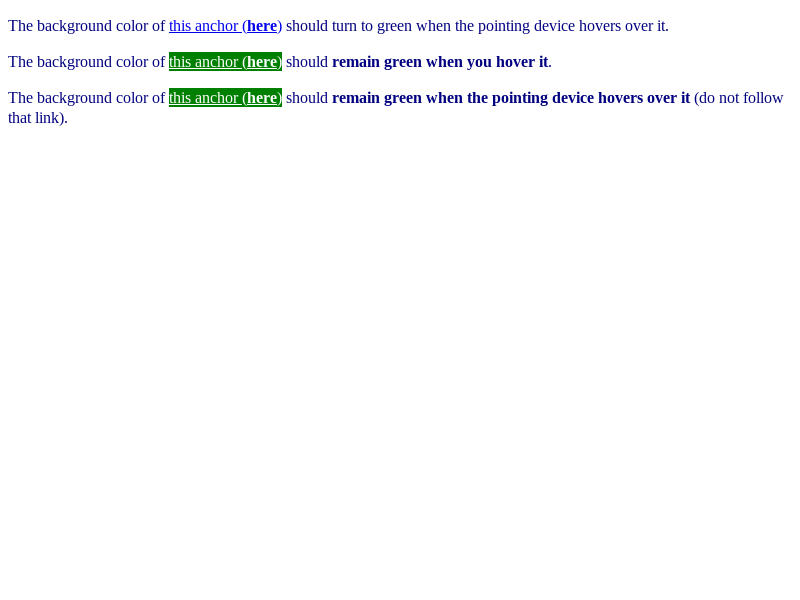 The background color of this anchor (here) should turn to green when the pointing device hovers over it.
The background color of this anchor (here) should remain green when you hover it.
The background color of this anchor (here) should remain green when the pointing device hovers over it (do not follow
that link).